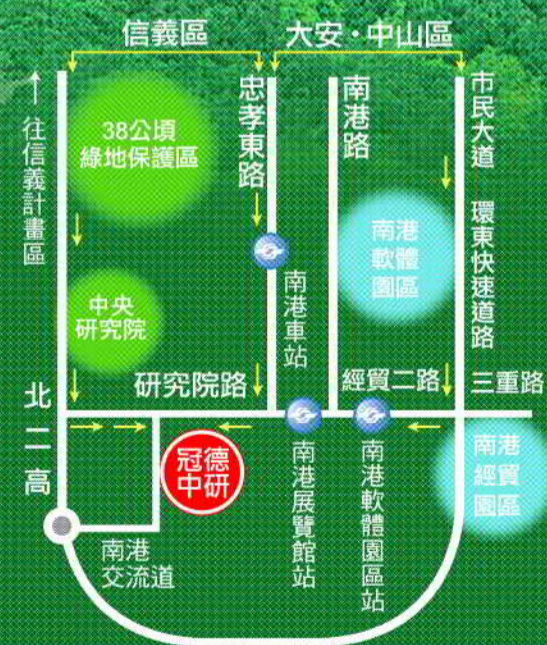 信義區
大安・中山區
↑往信義計畫區
38公頃
綠地保護區
忠孝東路
南港路
市民大道
環東快速道路
南港
軟體
園區
南港車站
中央
研究院
北二高
研究院路
經貿二路
三重路
冠德
中研
南港展覽館站
南港軟體園區站
南港
經貿
園區
南港
交流道